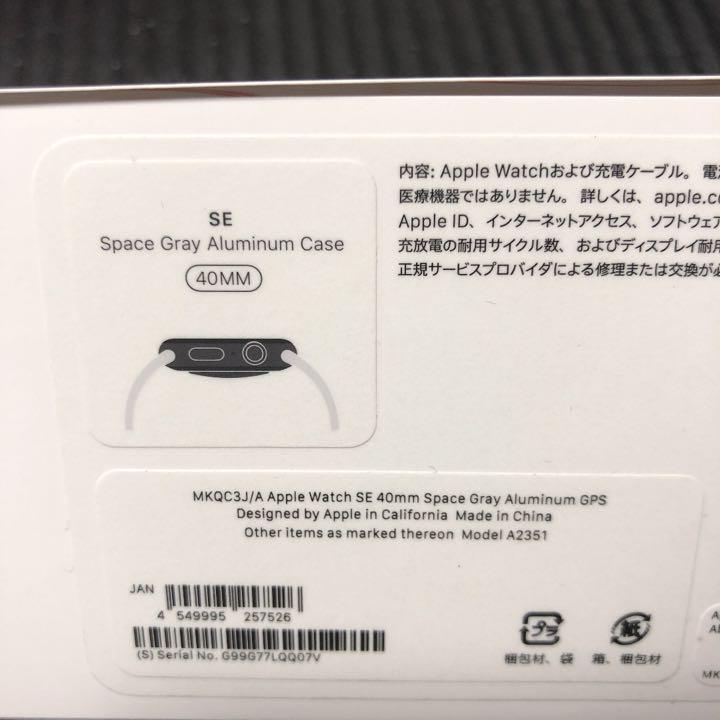 SE
Space Gray Aluminum Case
40MM
内容: Apple Watchおよび充電ケーブル。
医療機器ではありません。 詳しくは、apple.co
Apple ID、インターネットアクセス、ソフトウェア
充放電の耐用サイクル数、およびディスプレイ耐用
正規サービスプロバイダによる修理または交換が必
MKQC3J/A Apple Watch SE 40mm Space Gray Aluminum GPS
Designed by Apple in California Made in China
Other items as marked thereon Model A2351
JAN
4 549995 257526
(S) Serial No. G99G77LQQ07V
プラ
紙
梱包材、袋
箱、梱包材
MK